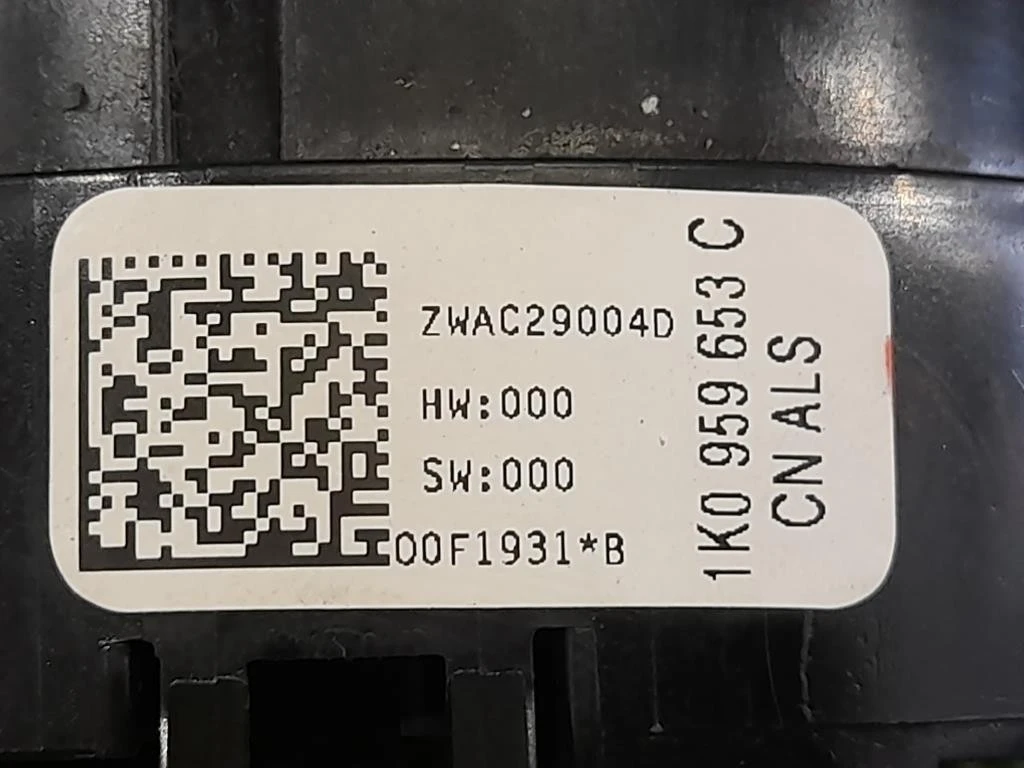 ZWAC29004D
HW:000
SW:000
00F1931*B
1K0 959 653 C
CN ALS